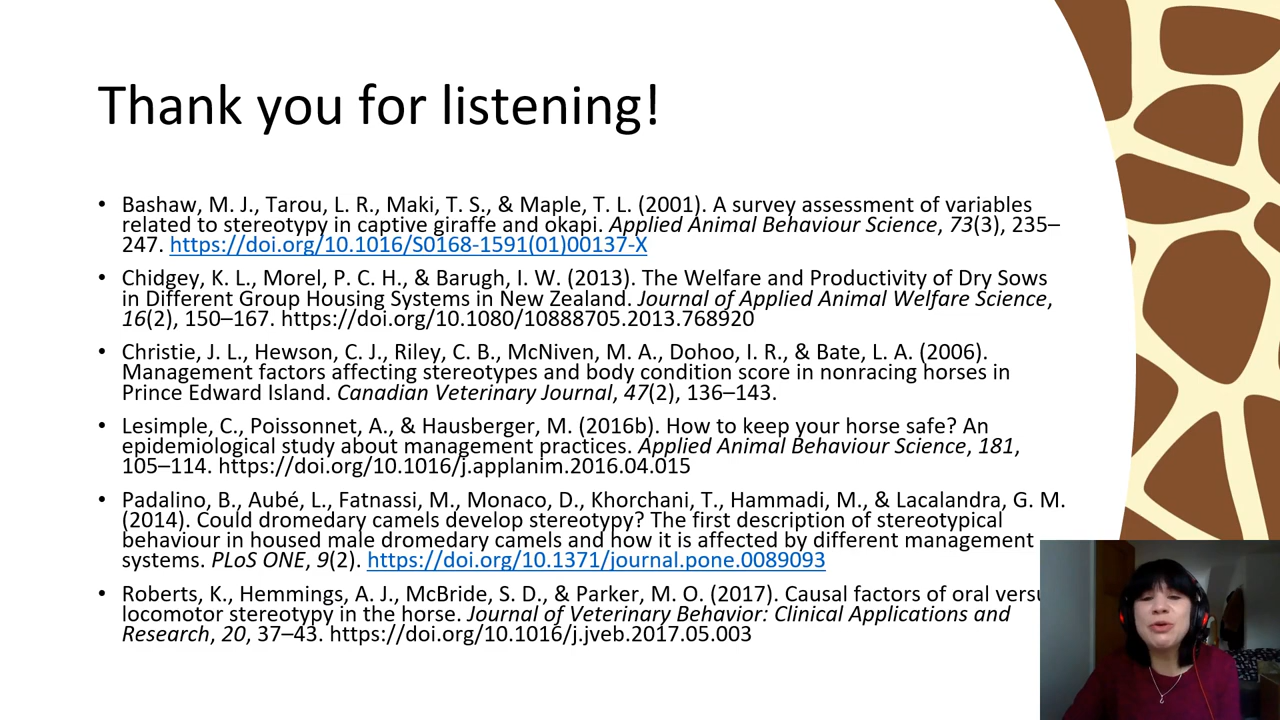 Thank you for listening!
• Bashaw, M. J., Tarou, L. R., Maki, T. S., & Maple, T. L. (2001). A survey assessment of variables
related to stereotypy in captive giraffe and okapi. Applied Animal Behaviour Science, 73(3), 235–
247. https://doi.org/10.1016/S0168-1591(01)00137-X
• Chidgey, K. L., Morel, P. C. H., & Barugh, I. W. (2013). The Welfare and Productivity of Dry Sows
in Different Group Housing Systems in New Zealand. Journal of Applied Animal Welfare Science,
16(2), 150–167. https://doi.org/10.1080/10888705.2013.768920
• Christie, J. L., Hewson, C. J., Riley, C. B., McNiven, M. A., Dohoo, I. R., & Bate, L. A. (2006).
Management factors affecting stereotypes and body condition score in nonracing horses in
Prince Edward Island. Canadian Veterinary Journal, 47(2), 136–143.
• Lesimple, C., Poissonnet, A., & Hausberger, M. (2016b). How to keep your horse safe? An
epidemiological study about management practices. Applied Animal Behaviour Science, 181,
105–114. https://doi.org/10.1016/j.applanim.2016.04.015
• Padalino, B., Aubé, L., Fatnassi, M., Monaco, D., Khorchani, T., Hammadi, M., & Lacalandra, G. M.
(2014). Could dromedary camels develop stereotypy? The first description of stereotypical
behaviour in housed male dromedary camels and how it is affected by different management
systems. PLoS ONE, 9(2). https://doi.org/10.1371/journal.pone.0089093
• Roberts, K., Hemmings, A. J., McBride, S. D., & Parker, M. O. (2017). Causal factors of oral
locomotor stereotypy in the horse. Journal of Veterinary Behavior: Clinical Applications and
Research, 20, 37–43. https://doi.org/10.1016/j.jveb.2017.05.003